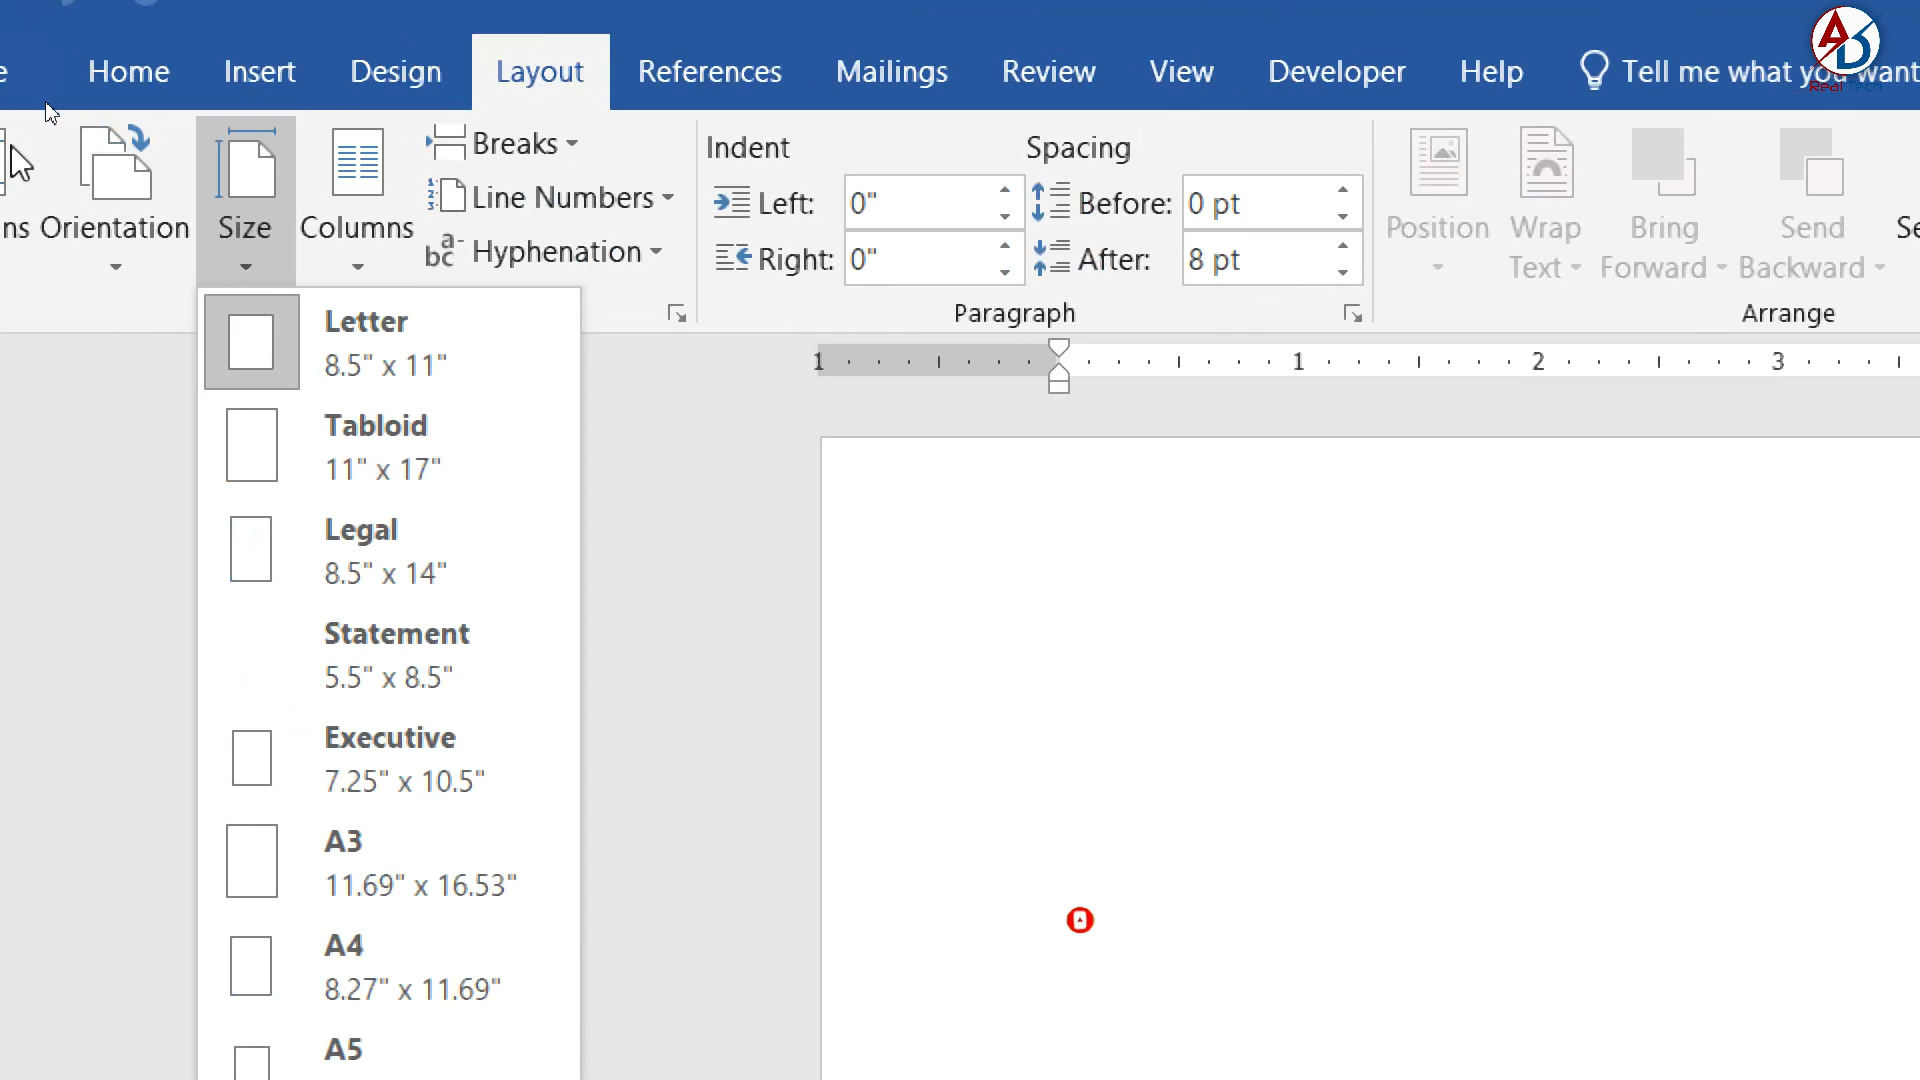 e Home Insert Design Layout References Mailings Review View Developer Help Tell me what you want
AB
Real Tech
ns Orientation Size Columns
Breaks
Line Numbers
Hyphenation
Indent
Left: 0"
Right: 0"
Spacing
Before: 0 pt
After: 8 pt
Paragraph
Position Wrap Text Bring Forward Send Backward Se
Arrange
Letter
8.5" x 11"
Tabloid
11" x 17"
Legal
8.5" x 14"
Statement
5.5" x 8.5"
Executive
7.25" x 10.5"
A3
11.69" x 16.53"
A4
8.27" x 11.69"
A5
1 1 2 3